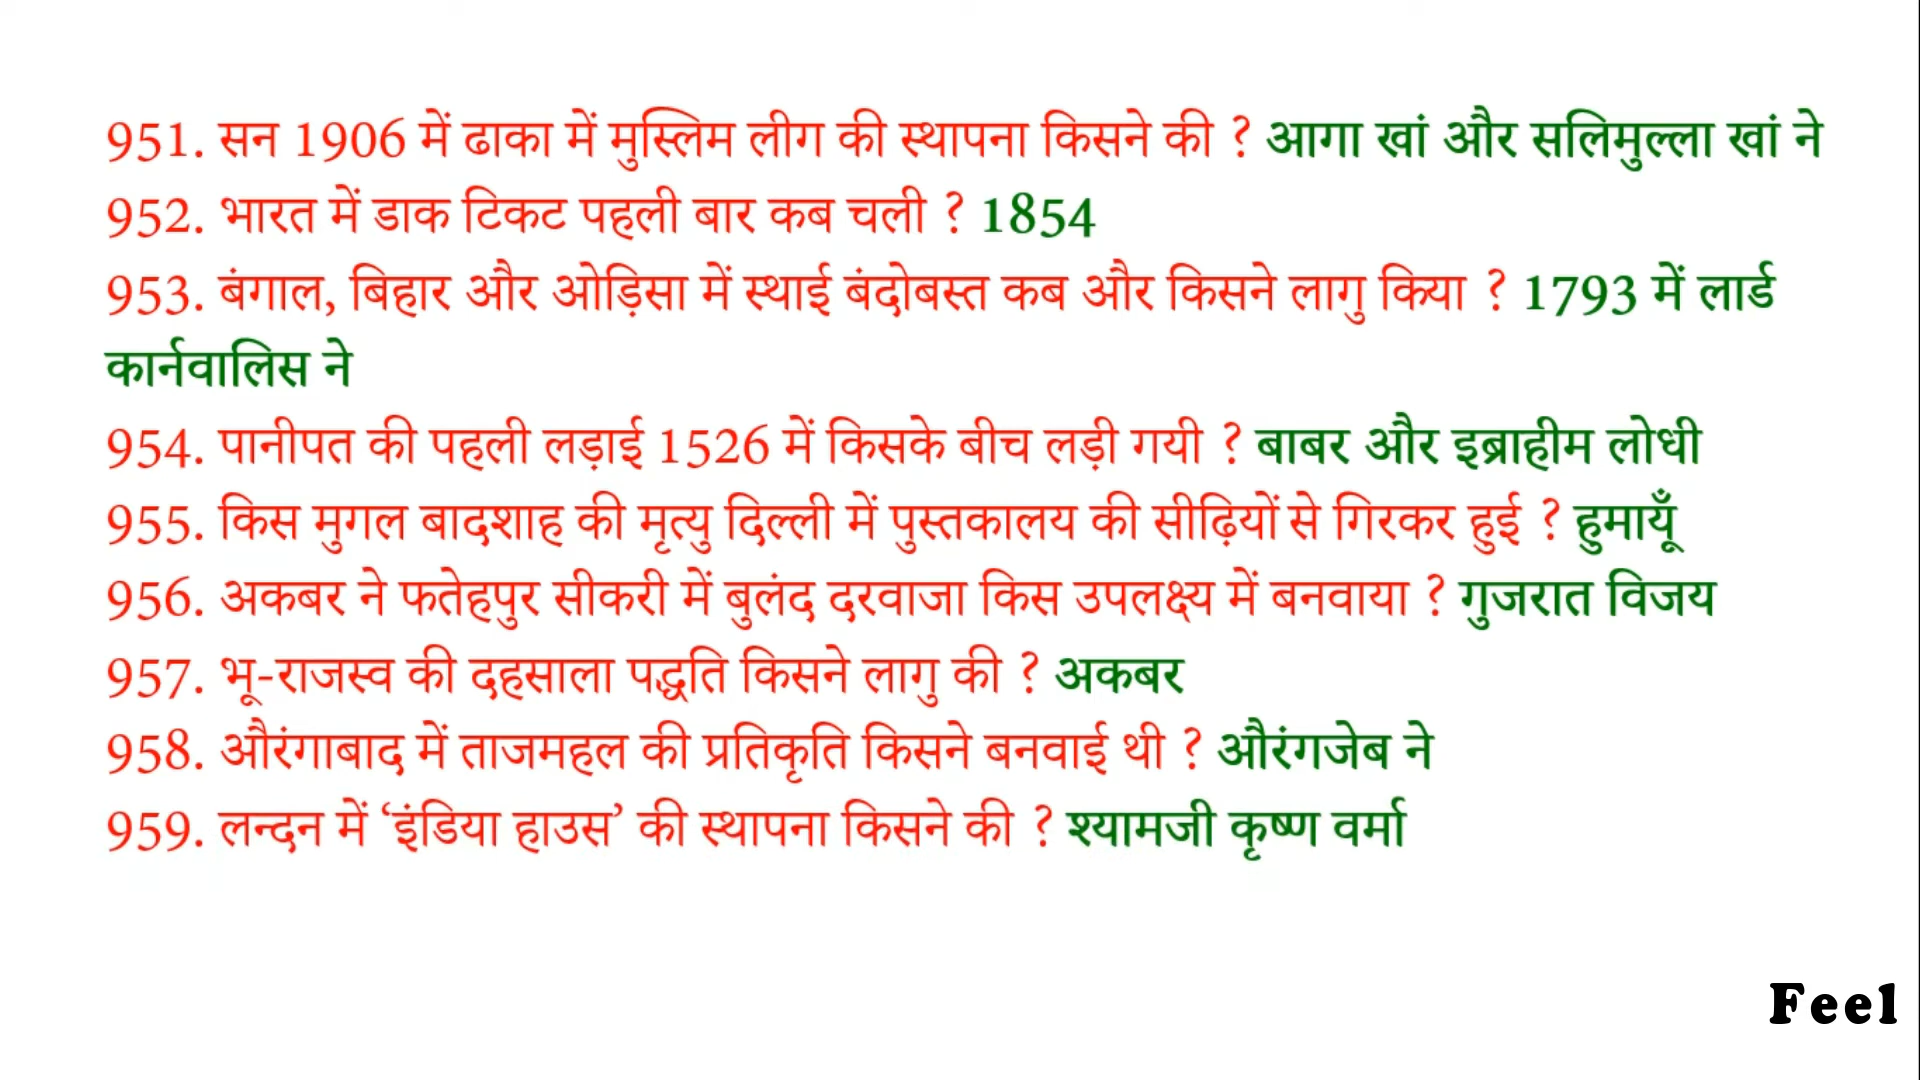 951. सन 1906 में ढाका में मुस्लिम लीग की स्थापना किसने की ? आगा खां और सलिमुल्ला खां ने
952. भारत में डाक टिकट पहली बार कब चली ? 1854
953. बंगाल, बिहार और ओड़िसा में स्थाई बंदोबस्त कब और किसने लागु किया ? 1793 में लार्ड
कार्नवालिस ने
954. पानीपत की पहली लड़ाई 1526 में किसके बीच लड़ी गयी ? बाबर और इब्राहीम लोधी
955. किस मुगल बादशाह की मृत्यु दिल्ली में पुस्तकालय की सीढ़ियों से गिरकर हुई ? हुमायूँ
956. अकबर ने फतेहपुर सीकरी में बुलंद दरवाजा किस उपलक्ष्य में बनवाया ? गुजरात विजय
957. भू-राजस्व की दहसाला पद्धति किसने लागु की ? अकबर
958. औरंगाबाद में ताजमहल की प्रतिकृति किसने बनवाई थी ? औरंगजेब ने
959. लन्दन में ‘इंडिया हाउस’ की स्थापना किसने की ? श्यामजी कृष्ण वर्मा
Feel